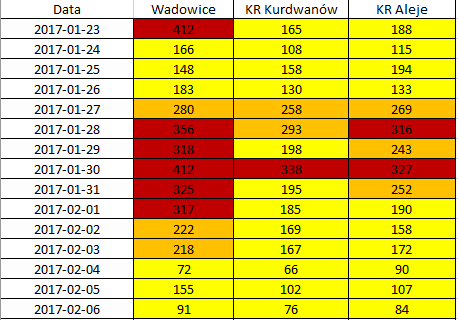 Data Wadowice KR Kurdwanów KR Aleje
2017-01-23 412 165 188
2017-01-24 166 108 115
2017-01-25 148 158 194
2017-01-26 183 130 133
2017-01-27 280 258 269
2017-01-28 356 293 316
2017-01-29 318 198 243
2017-01-30 412 338 327
2017-01-31 325 195 252
2017-02-01 317 185 190
2017-02-02 222 169 158
2017-02-03 218 167 172
2017-02-04 72 66 90
2017-02-05 155 102 107
2017-02-06 91 76 84